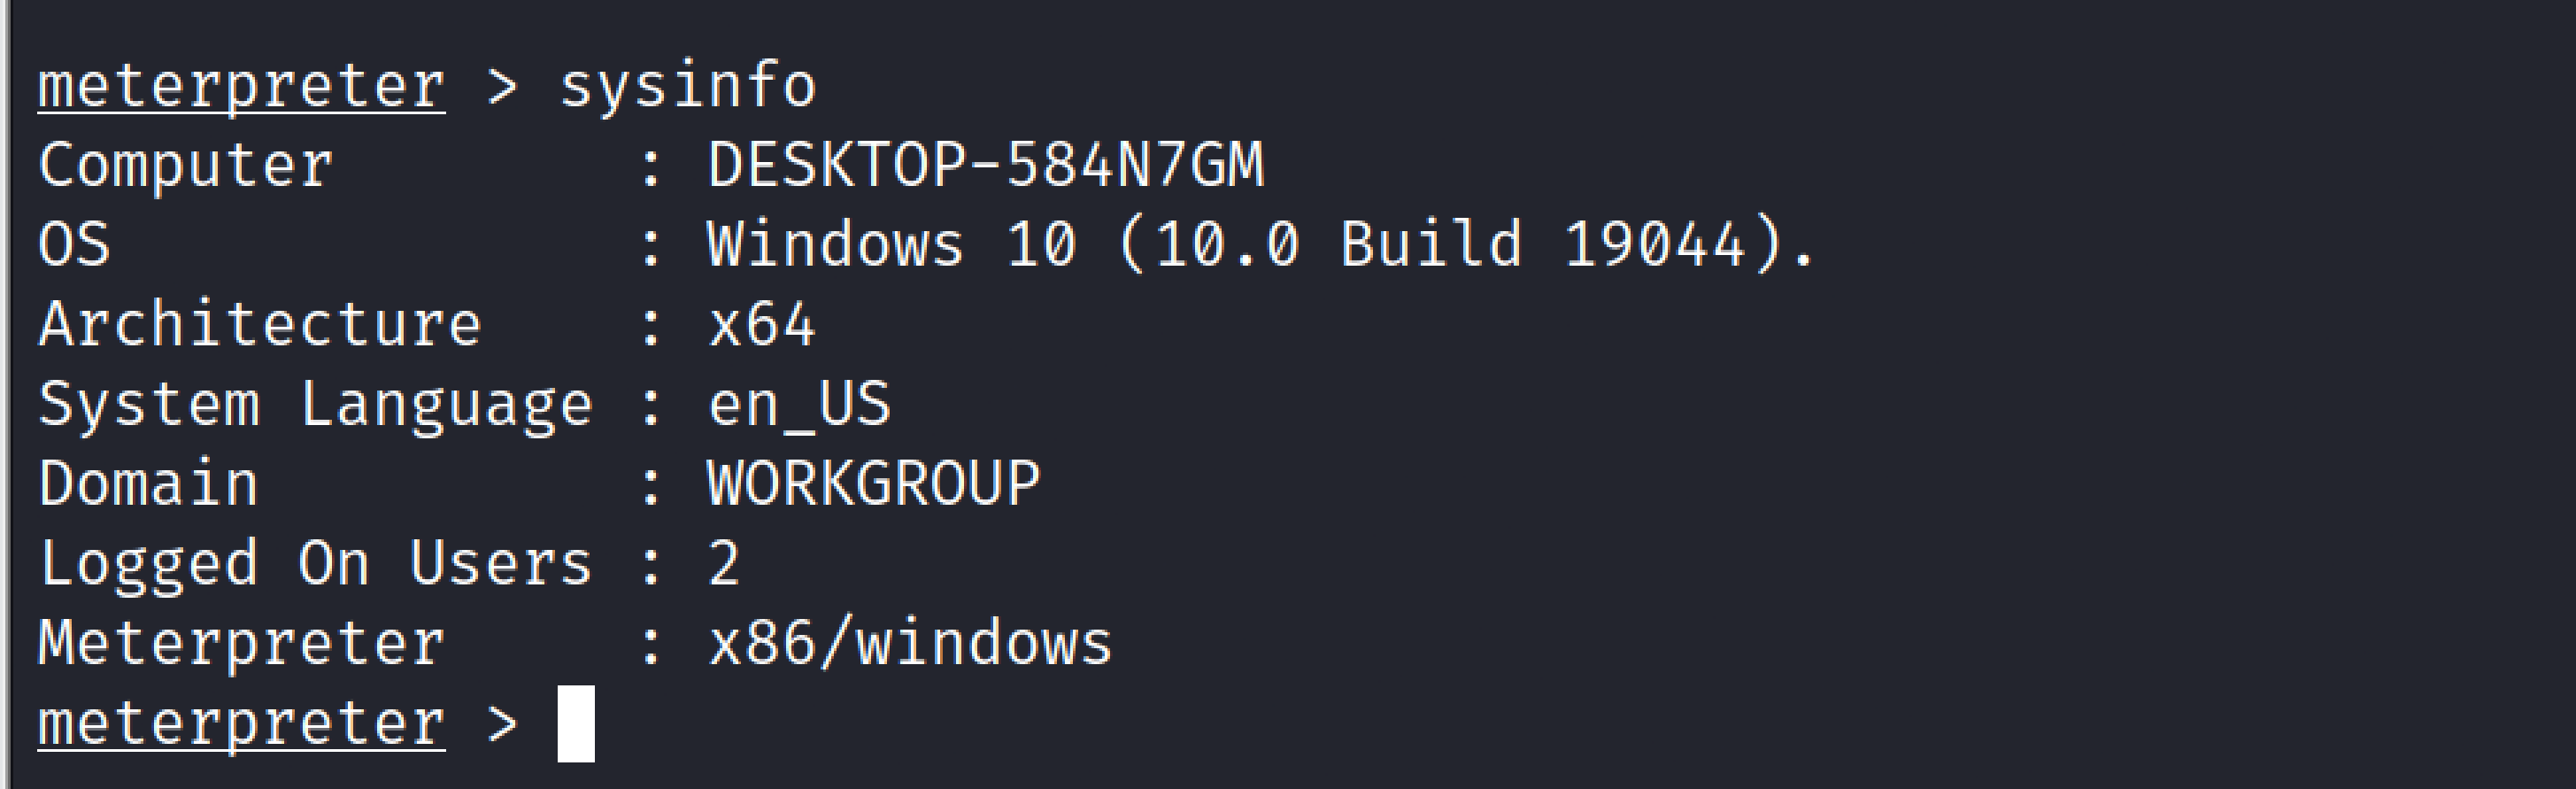 meterpreter > sysinfo
Computer        : DESKTOP-584N7GM
OS              : Windows 10 (10.0 Build 19044).
Architecture    : x64
System Language : en_US
Domain          : WORKGROUP
Logged On Users : 2
Meterpreter     : x86/windows
meterpreter >